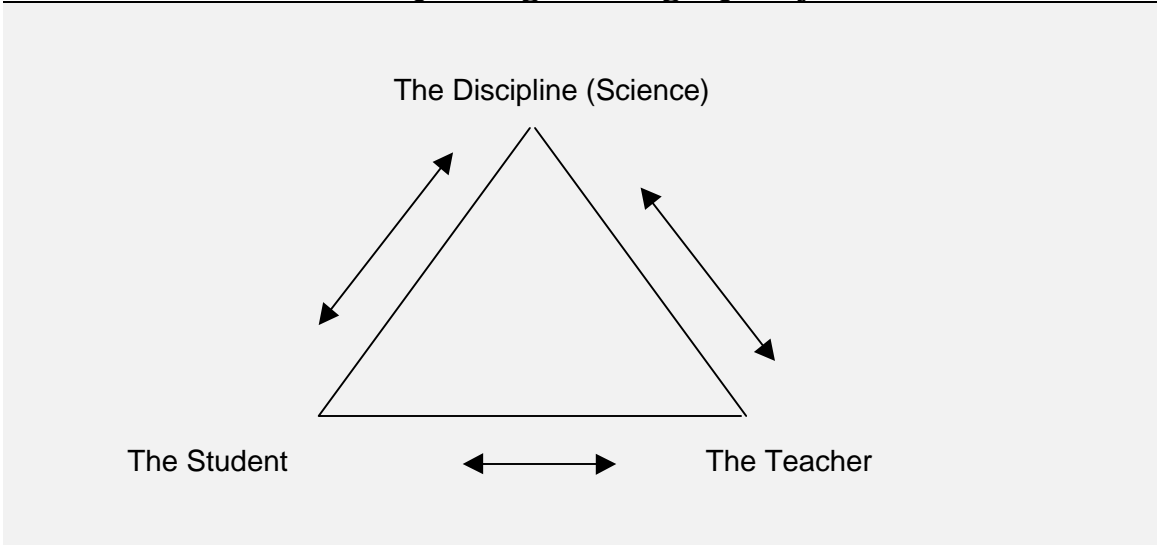 The Discipline (Science)
The Student
The Teacher